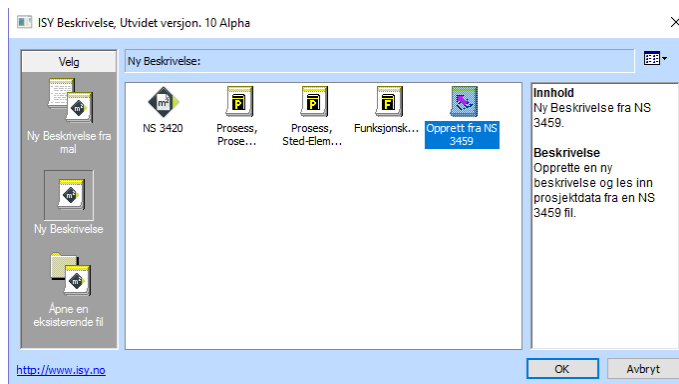 ISY Beskrivelse, Utvidet versjon. 10 Alpha
Velg
Ny Beskrivelse fra
mal
Ny Beskrivelse
Åpne en
eksisterende fil
Ny Beskrivelse:
NS 3420
Prosess,
Prose...
Prosess,
Sted-Elem...
Funksjonsk...
Opprett fra NS
3459
Innhold
Ny Beskrivelse fra NS
3459.
Beskrivelse
Opprette en ny
beskrivelse og les inn
prosjektdata fra en NS
3459 fil.
http://www.isy.no
OK
Avbryt